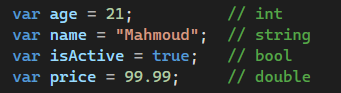 var age = 21;           // int
var name = "Mahmoud";  // string
var isActive = true;   // bool
var price = 99.99;     // double